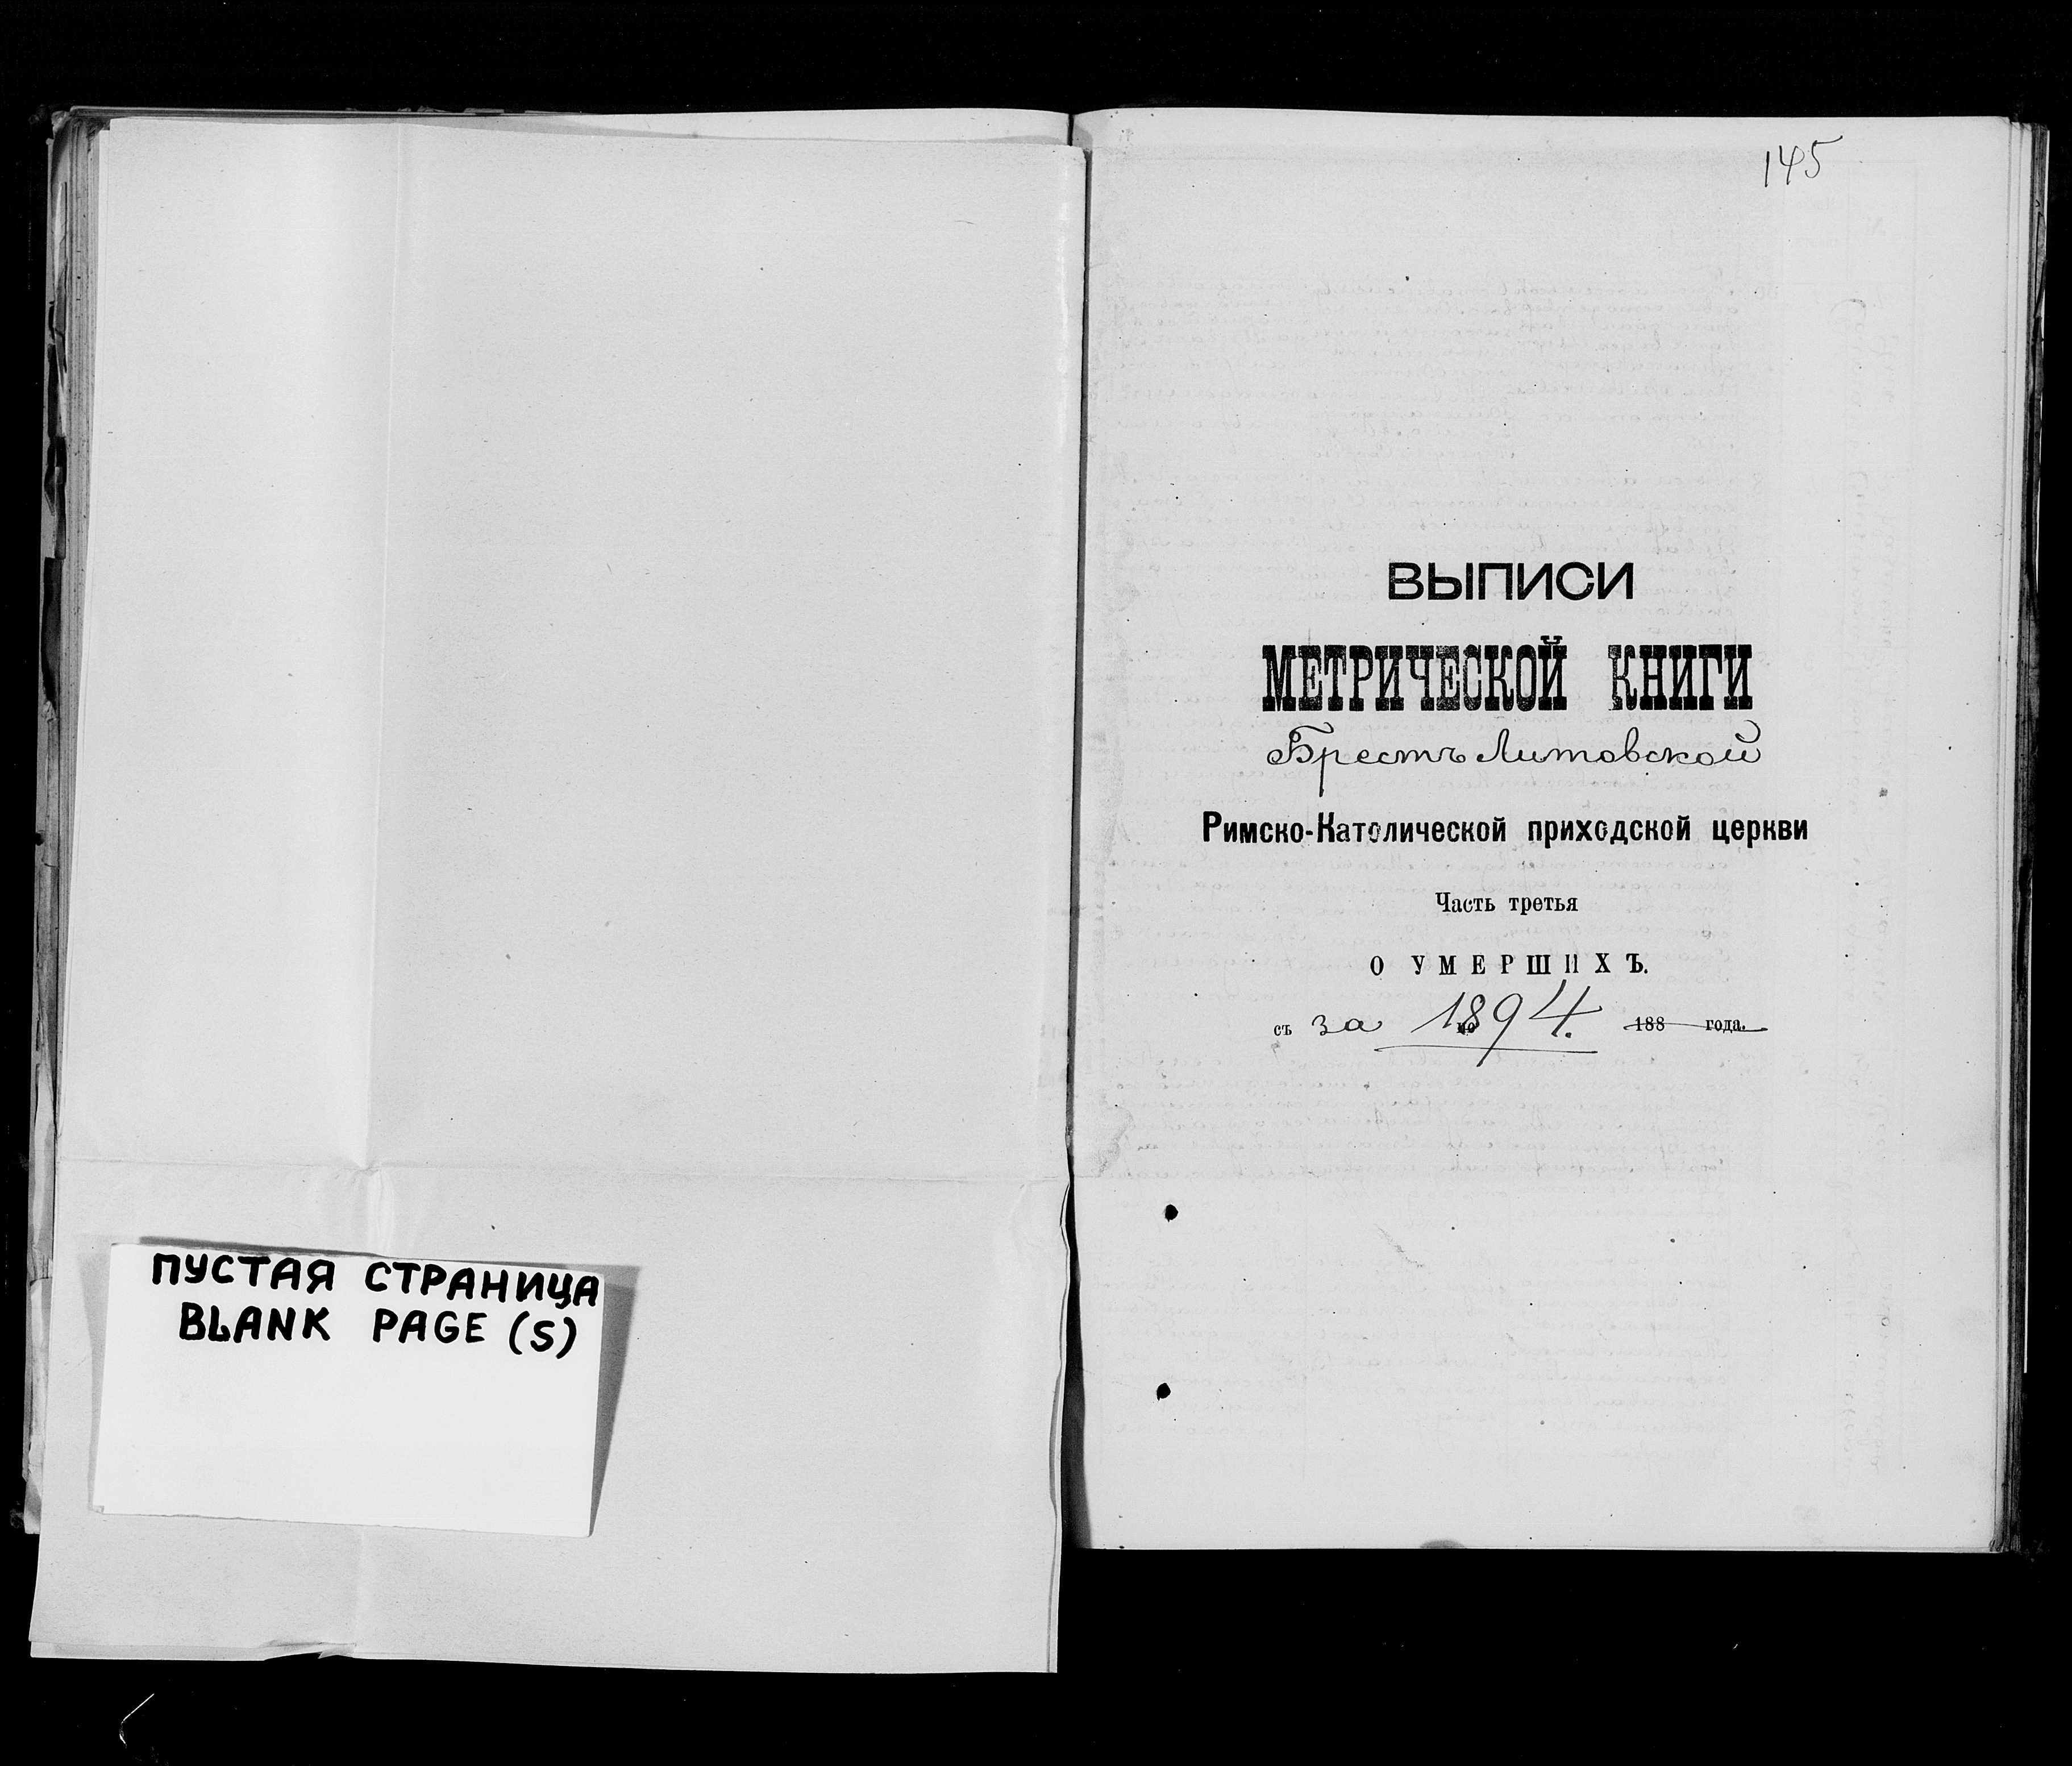 ПУСТАЯ СТРАНИЦА
BLANK PAGE (S)
145
ВЫПИСИ
МЕТРИЧЕСКОЙ КНИГИ
Брестъ Литовской
Римско-Католической приходской церкви
Часть третья
О УМЕРШИХЪ.
съ за 1894. по 188 года.